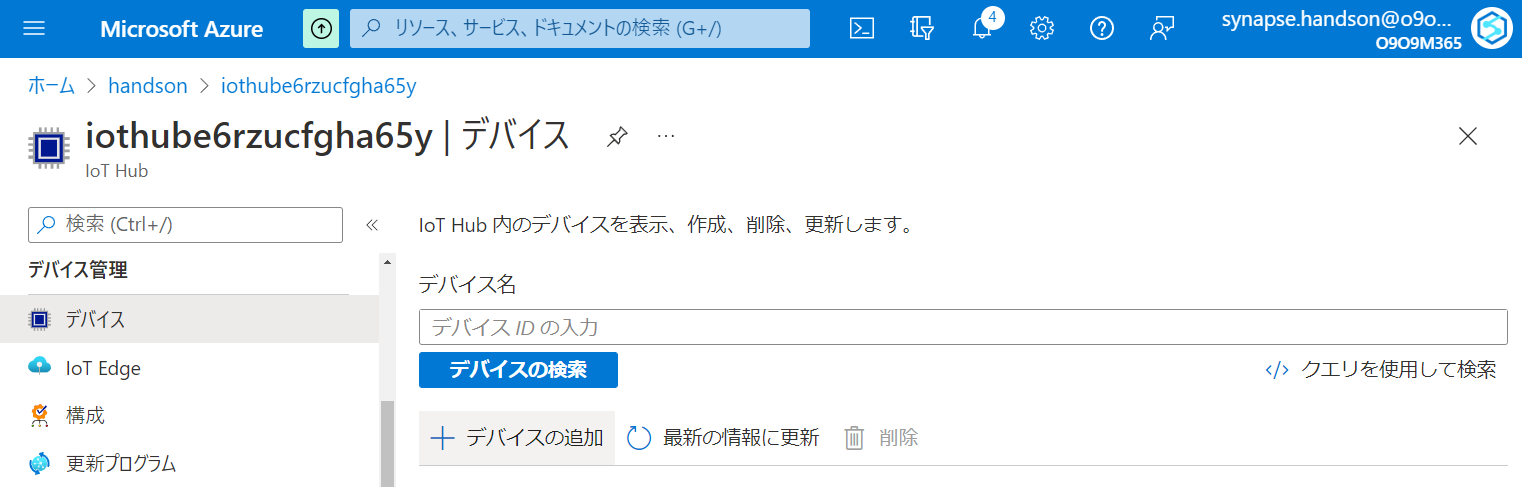 Microsoft Azure
リソース、サービス、ドキュメントの検索 (G+/)
4
synapse.handson@o9o...
O9O9M365
ホーム > handson > iothube6rzucfgha65y
iothube6rzucfgha65y | デバイス
IoT Hub
検索 (Ctrl+/)
«
デバイス管理
デバイス
IoT Edge
構成
更新プログラム
IoT Hub 内のデバイスを表示、作成、削除、更新します。
デバイス名
デバイス ID の入力
デバイスの検索
</> クエリを使用して検索
デバイスの追加
最新の情報に更新
削除